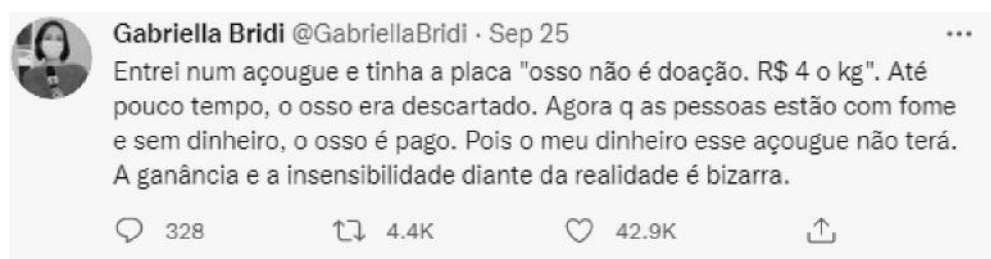 Gabriella Bridi @GabriellaBridi · Sep 25 ...
Entrei num açougue e tinha a placa "osso não é doação. R$ 4 o kg". Até
pouco tempo, o osso era descartado. Agora q as pessoas estão com fome
e sem dinheiro, o osso é pago. Pois o meu dinheiro esse açougue não terá.
A ganância e a insensibilidade diante da realidade é bizarra.
328 4.4K 42.9K